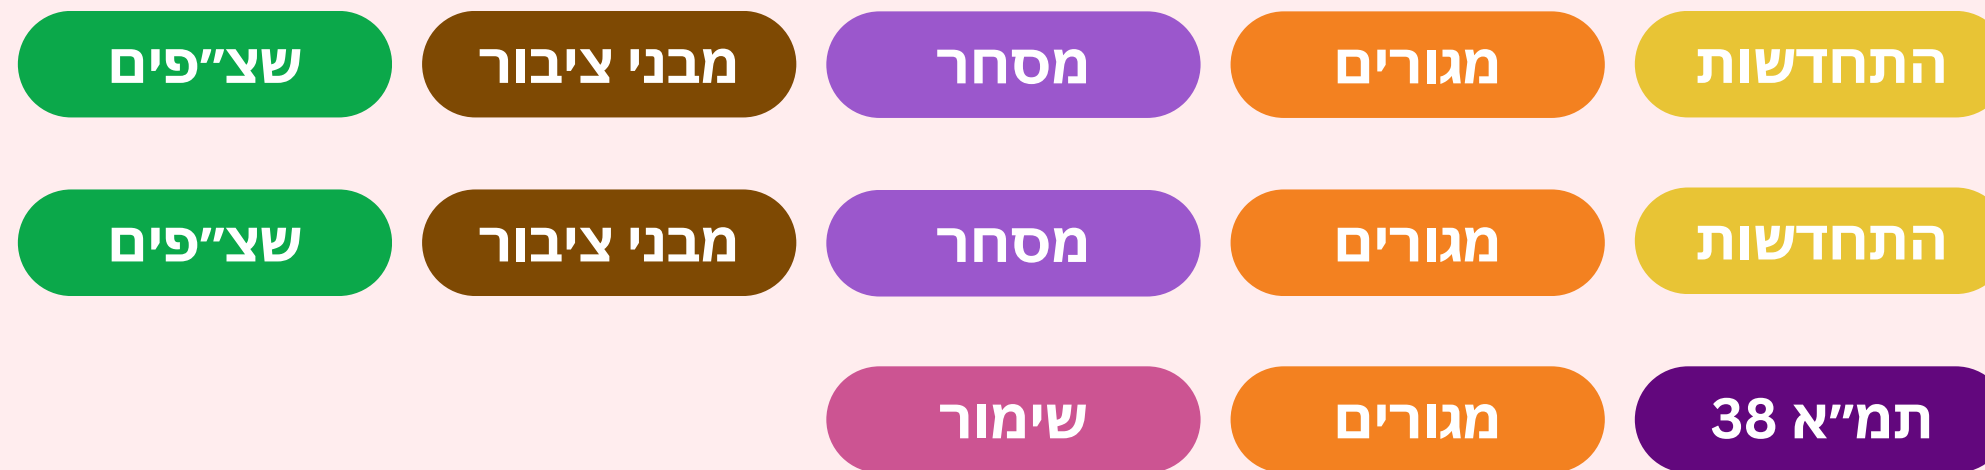 התחדשות מגורים מסחר מבני ציבור שצ״פים
התחדשות מגורים מסחר מבני ציבור שצ״פים
תמ״א 38 מגורים שימור